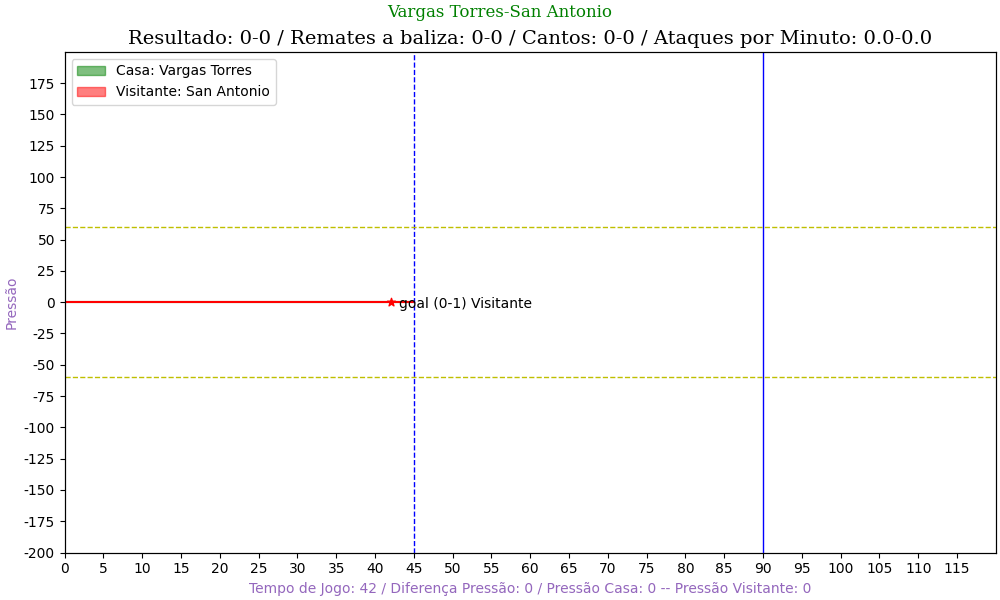 Vargas Torres-San Antonio
Resultado: 0-0 / Remates a baliza: 0-0 / Cantos: 0-0 / Ataques por Minuto: 0.0-0.0
Casa: Vargas Torres
Visitante: San Antonio
175
150
125
100
75
50
25
0
-25
-50
-75
-100
-125
-150
-175
-200
Pressão
goal (0-1) Visitante
0 5 10 15 20 25 30 35 40 45 50 55 60 65 70 75 80 85 90 95 100 105 110 115
Tempo de Jogo: 42 / Diferença Pressão: 0 / Pressão Casa: 0 -- Pressão Visitante: 0